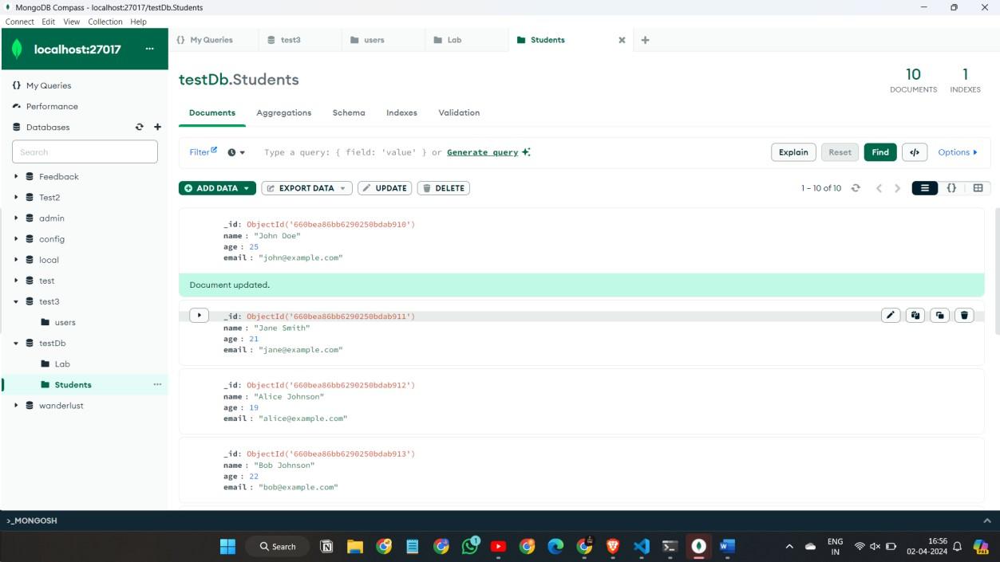 MongoDB Compass - localhost:27017/testDb.Students
Connect Edit View Collection Help
localhost:27017 ...
{} My Queries
test3
users
Lab
Students
My Queries
Performance
Databases
Search
Feedback
Test2
admin
config
local
test
test3
users
testDb
Lab
Students
wanderlust
testDb.Students
10
DOCUMENTS
1
INDEXES
Documents Aggregations Schema Indexes Validation
Filter Type a query: { field: 'value' } or Generate query Explain Reset Find </> Options
ADD DATA EXPORT DATA UPDATE DELETE 1 – 10 of 10 {}
_id: ObjectId('660bea86bb6290250bdab910')
name : "John Doe"
age : 25
email : "john@example.com"
Document updated.
_id: ObjectId('660bea86bb6290250bdab911')
name : "Jane Smith"
age : 21
email : "jane@example.com"
_id: ObjectId('660bea86bb6290250bdab912')
name : "Alice Johnson"
age : 19
email : "alice@example.com"
_id: ObjectId('660bea86bb6290250bdab913')
name : "Bob Johnson"
age : 22
email : "bob@example.com"
>_MONGOSH
Search
1
ENG
IN
16:56
02-04-2024
PRE